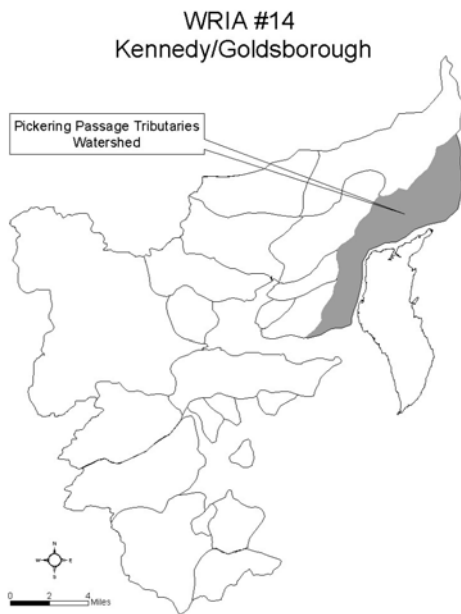 WRIA #14
Kennedy/Goldsborough
Pickering Passage Tributaries
Watershed
N
W E
S
0 2 4
Miles